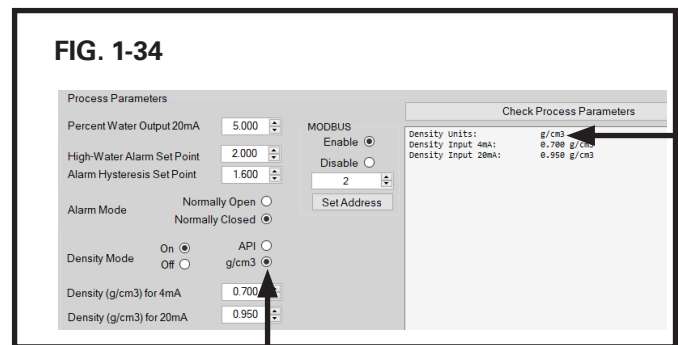 FIG. 1-34
Process Parameters
Percent Water Output 20mA 5.000
High-Water Alarm Set Point 2.000
Alarm Hysteresis Set Point 1.600
Alarm Mode
Normally Open
Normally Closed
Density Mode
On
Off
API
g/cm3
Density (g/cm3) for 4mA 0.700
Density (g/cm3) for 20mA 0.950
MODBUS
Enable
Disable
2
Set Address
Check Process Parameters
Density Units: g/cm3
Density Input 4mA: 0.700 g/cm3
Density Input 20mA: 0.950 g/cm3